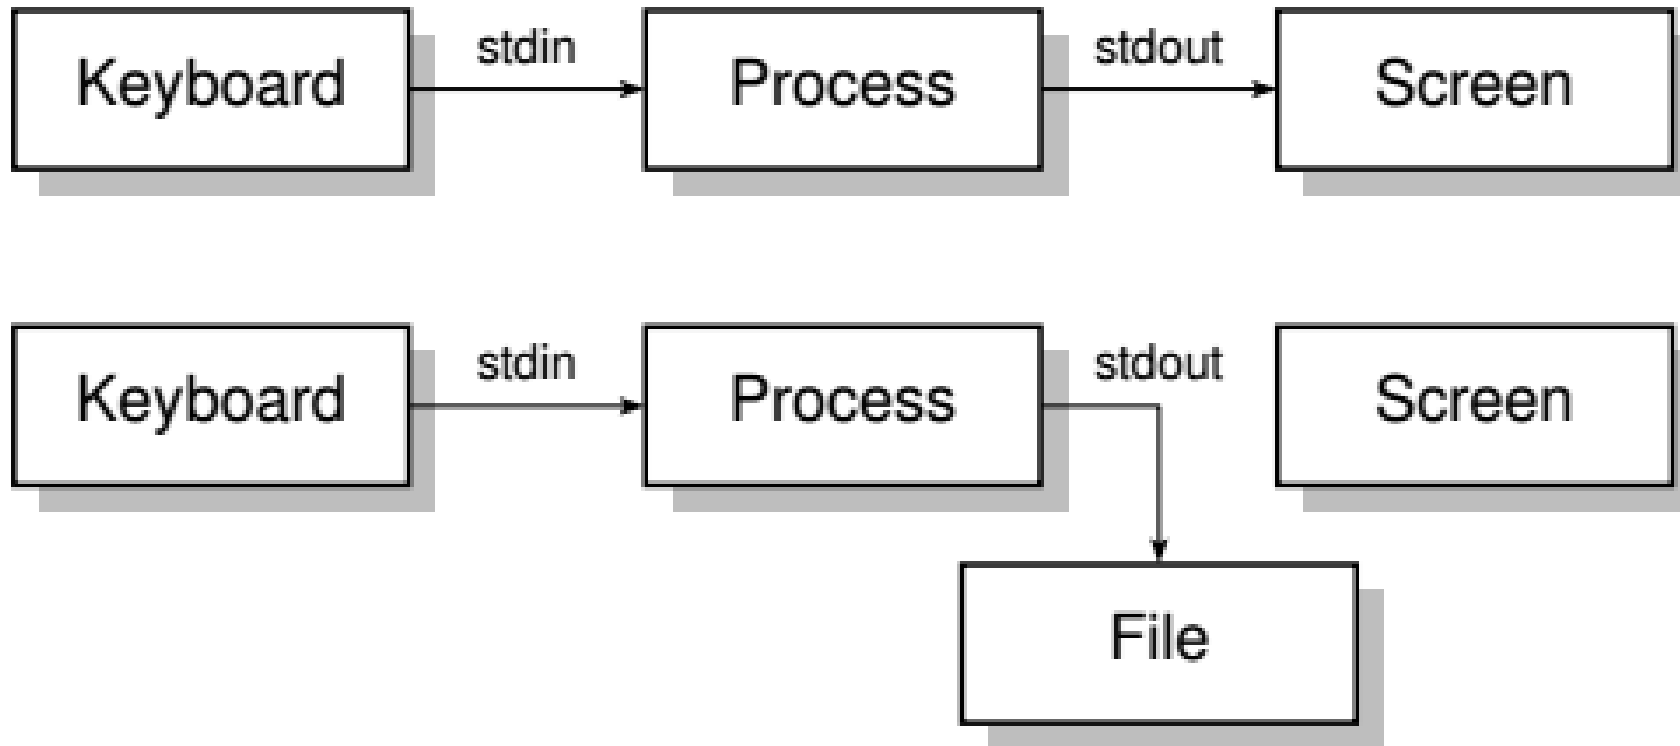 stdin
stdout
Keyboard
Process
Screen
stdin
stdout
Keyboard
Process
Screen
File